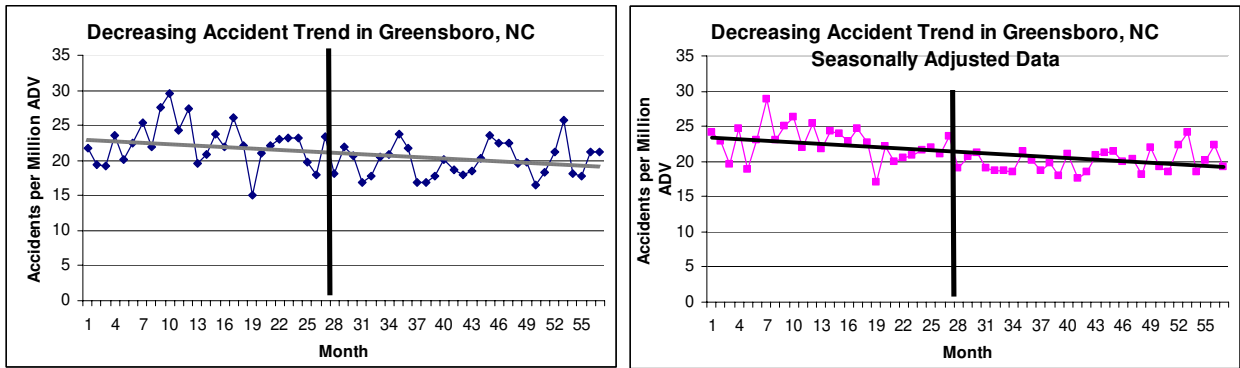 Decreasing Accident Trend in Greensboro, NC
Accidents per Million ADV
35
30
25
20
15
10
5
0
1 4 7 10 13 16 19 22 25 28 31 34 37 40 43 46 49 52 55
Month
Decreasing Accident Trend in Greensboro, NC
Seasonally Adjusted Data
Accidents per Million
ADV
35
30
25
20
15
10
5
0
1 4 7 10 13 16 19 22 25 28 31 34 37 40 43 46 49 52 55
Month